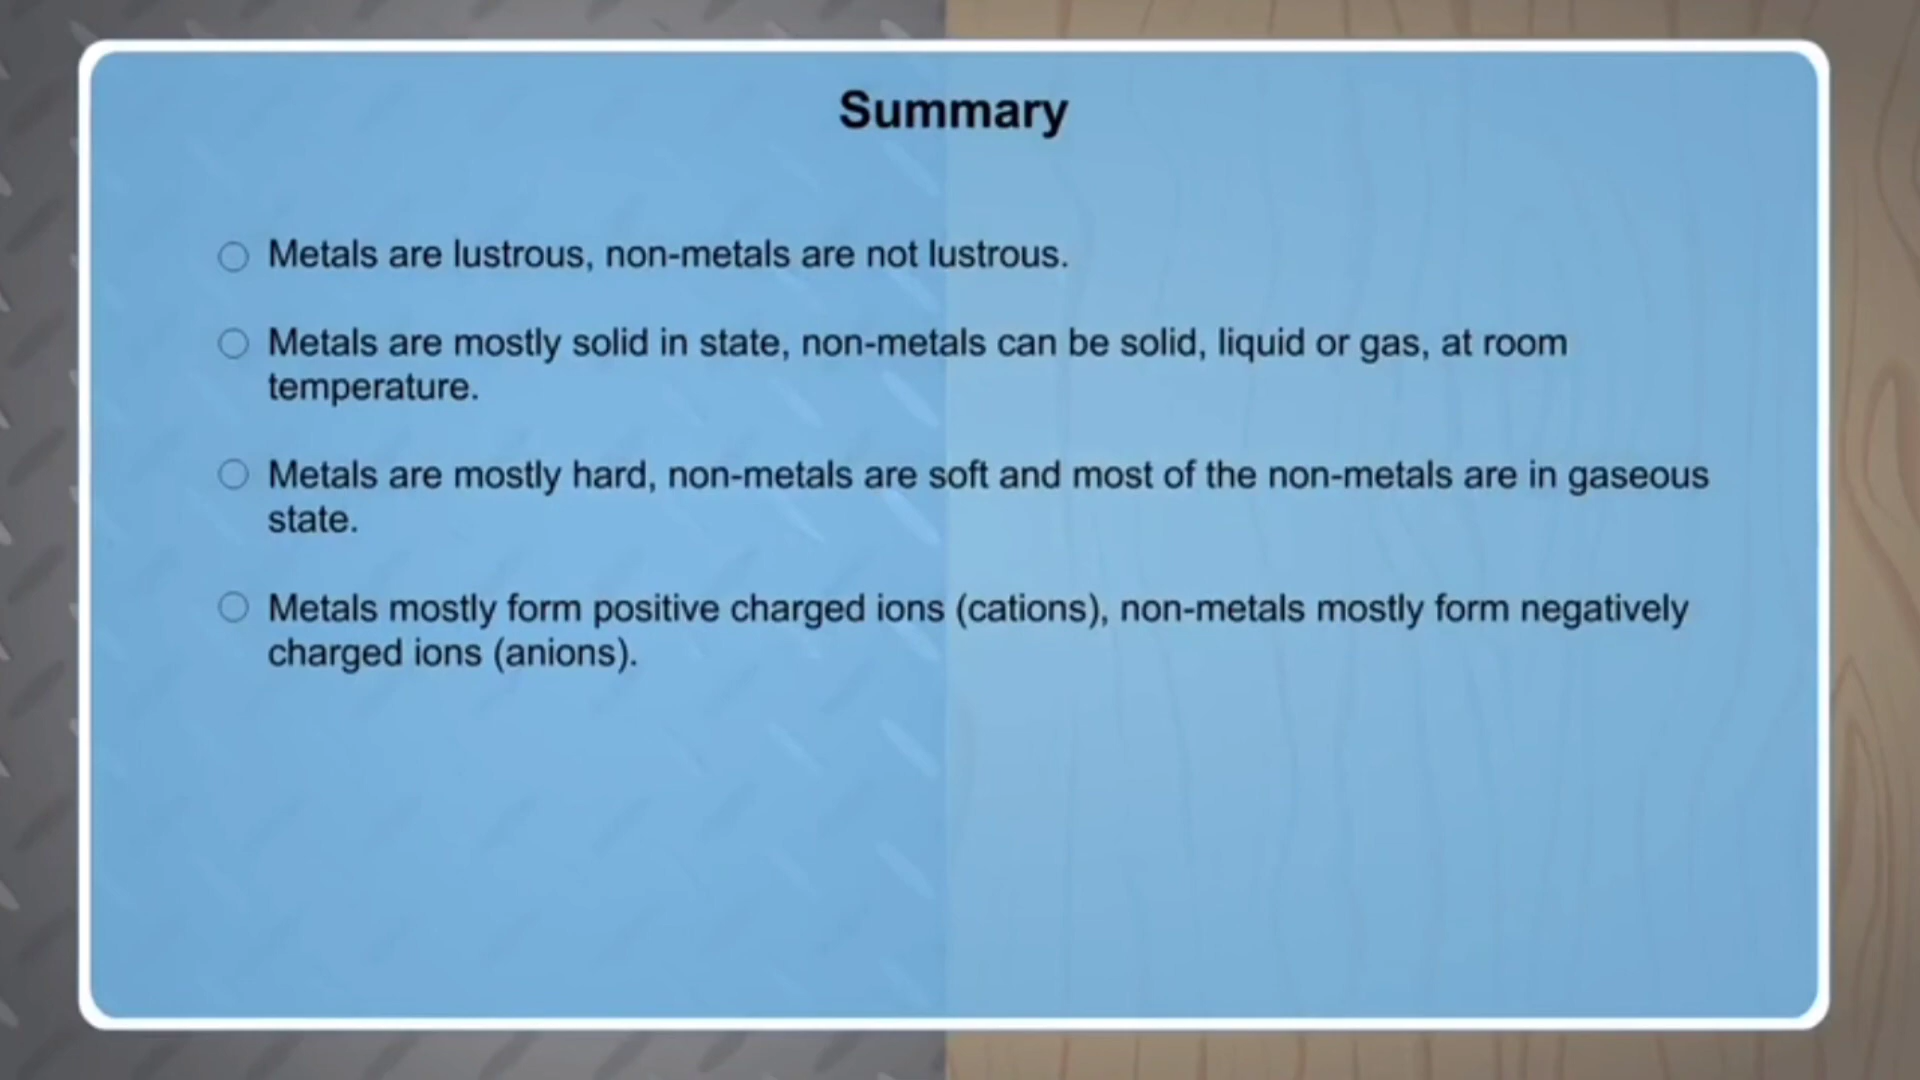 Summary
Metals are lustrous, non-metals are not lustrous.
Metals are mostly solid in state, non-metals can be solid, liquid or gas, at room
temperature.
Metals are mostly hard, non-metals are soft and most of the non-metals are in gaseous
state.
Metals mostly form positive charged ions (cations), non-metals mostly form negatively
charged ions (anions).